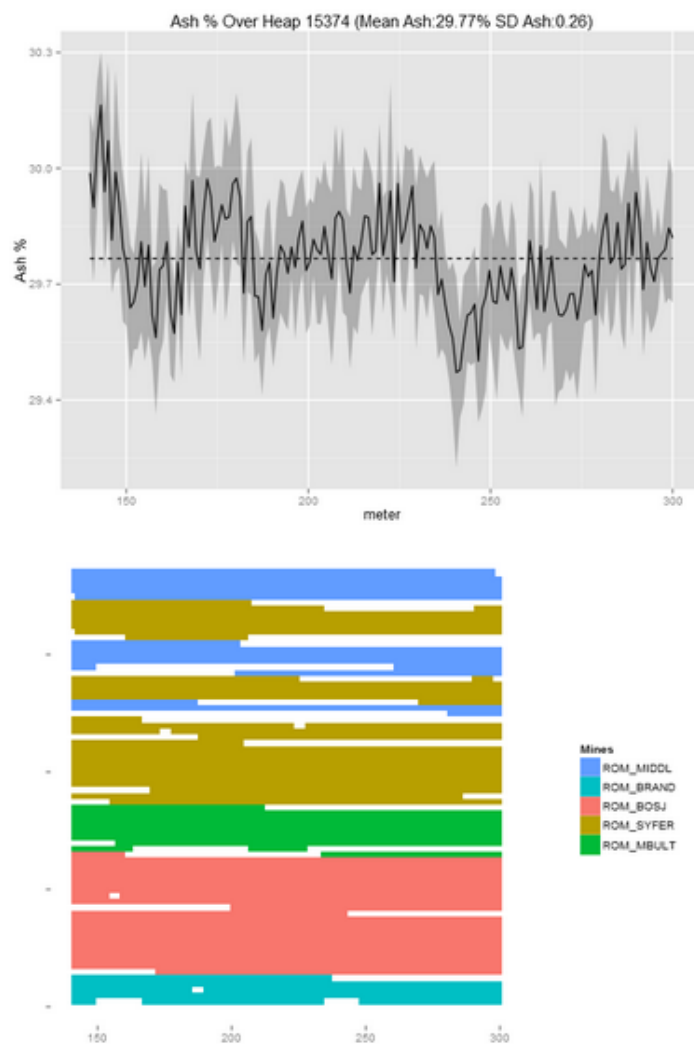 Ash % Over Heap 15374 (Mean Ash:29.77% SD Ash:0.26)
30.3
30.0
29.7
29.4
Ash %
150 200 250 300
meter
Mines
ROM_MIDDL
ROM_BRAND
ROM_BOSJ
ROM_SYFER
ROM_MBULT
150 200 250 300